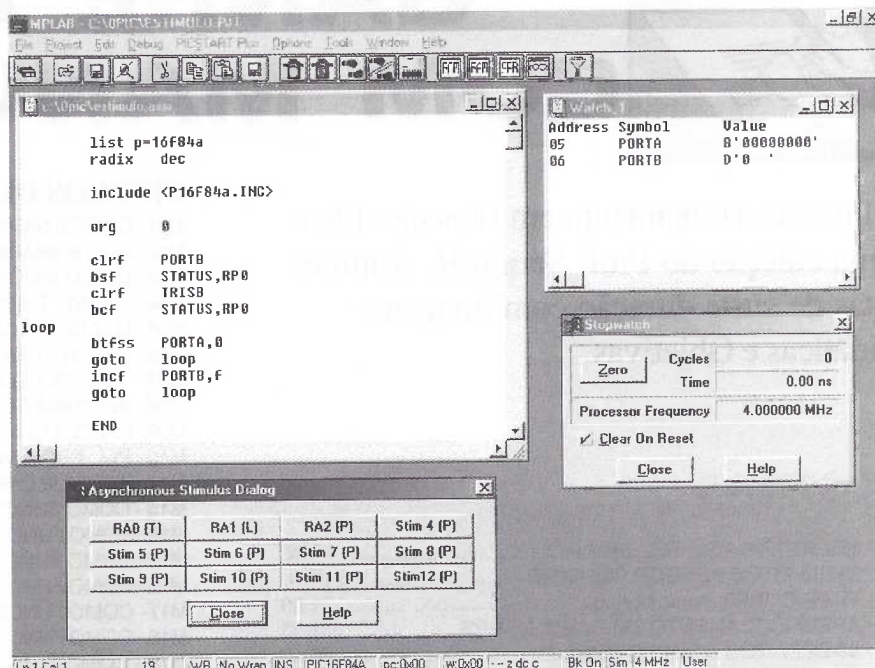 MPLAB - C:\0PIC\ESTIMULO.PJT
File Project Edit Debug PICSTART Plus Options Tools Window Help
c:\0pic\estimulo.asm
list p=16f84a
radix dec
include <P16F84a.INC>
org 0
clrf PORTB
bsf STATUS,RP0
clrf TRISB
bcf STATUS,RP0
loop
btfss PORTA,0
goto loop
incf PORTB,f
goto loop
END
Watch_1
Address Symbol Value
05 PORTA B'00000000'
06 PORTB D'0 '
Stopwatch
Zero Cycles 0
Time 0.00 ns
Processor Frequency 4.000000 MHz
Clear On Reset
Close Help
Asynchronous Stimulus Dialog
RA0 (T) RA1 (L) RA2 (P) Stim 4 (P)
Stim 5 (P) Stim 6 (P) Stim 7 (P) Stim 8 (P)
Stim 9 (P) Stim 10 (P) Stim 11 (P) Stim12 (P)
Close Help
Ln 1 Col 1 19 WR No Wrap INS PIC16F84A pc:0x00 w:0x00 -- z dc c Bk On Sim 4 MHz User